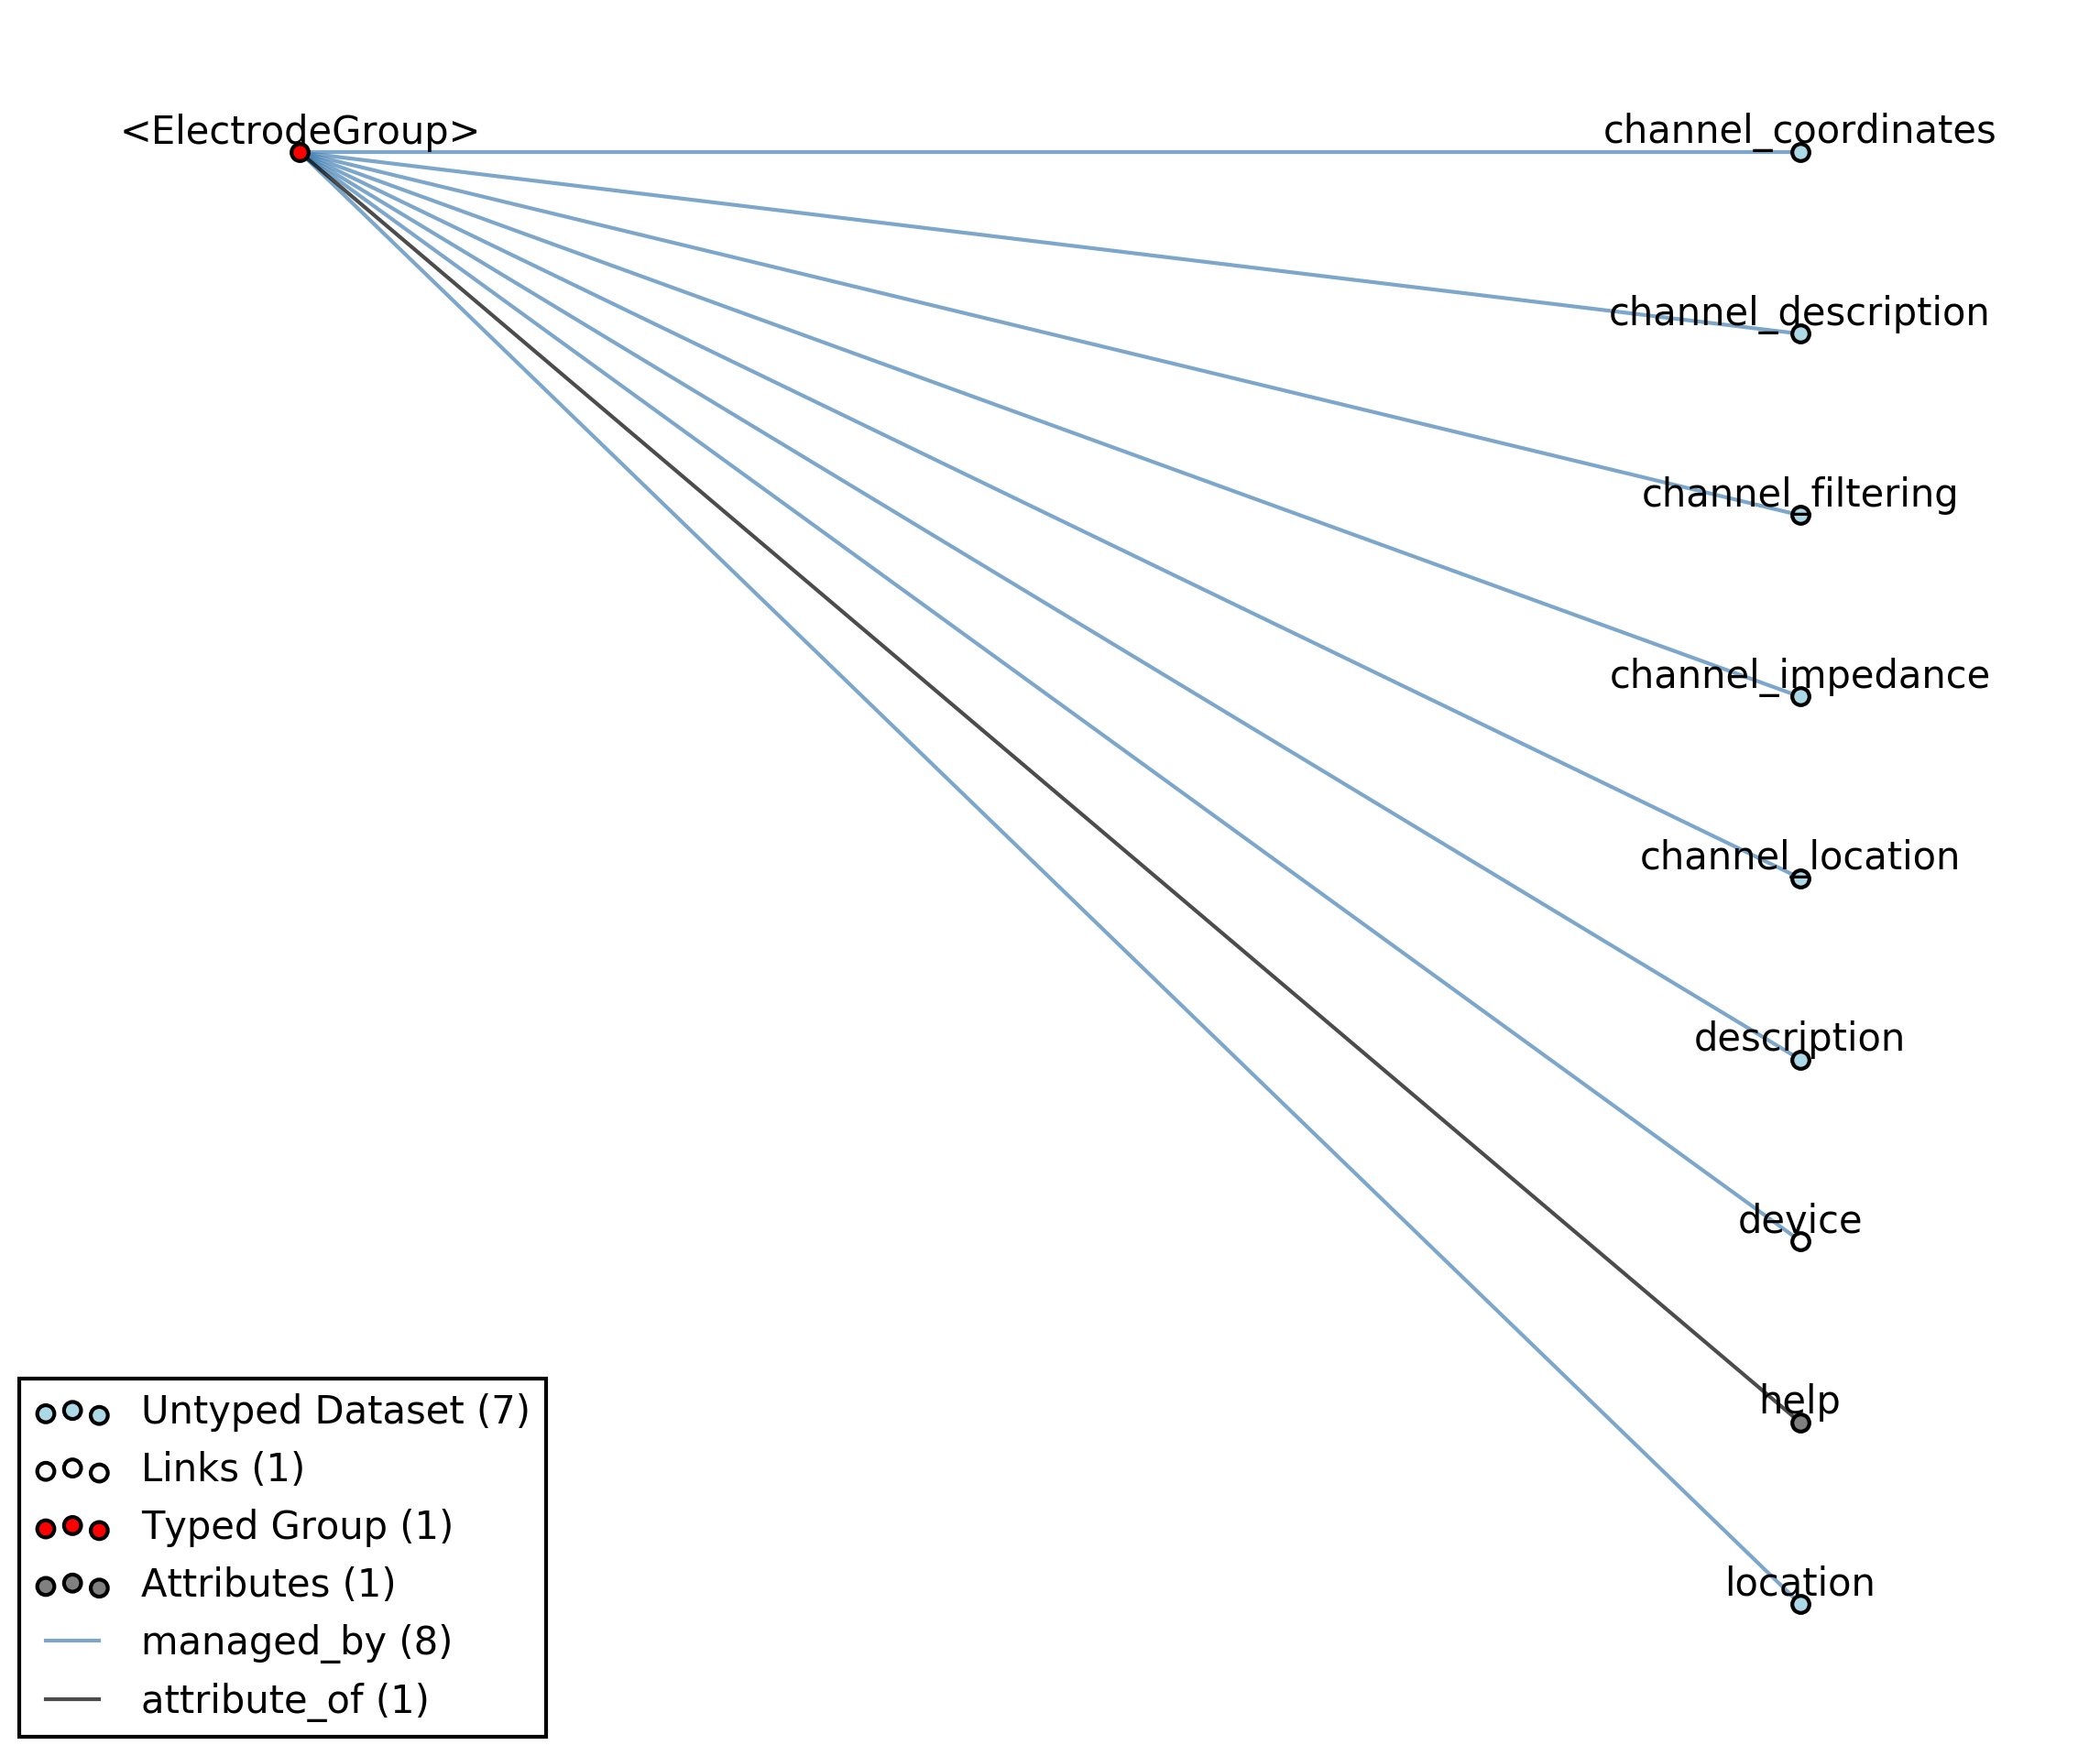 <ElectrodeGroup>
channel_coordinates
channel_description
channel_filtering
channel_impedance
channel_location
description
device
help
location
Untyped Dataset (7)
Links (1)
Typed Group (1)
Attributes (1)
managed_by (8)
attribute_of (1)